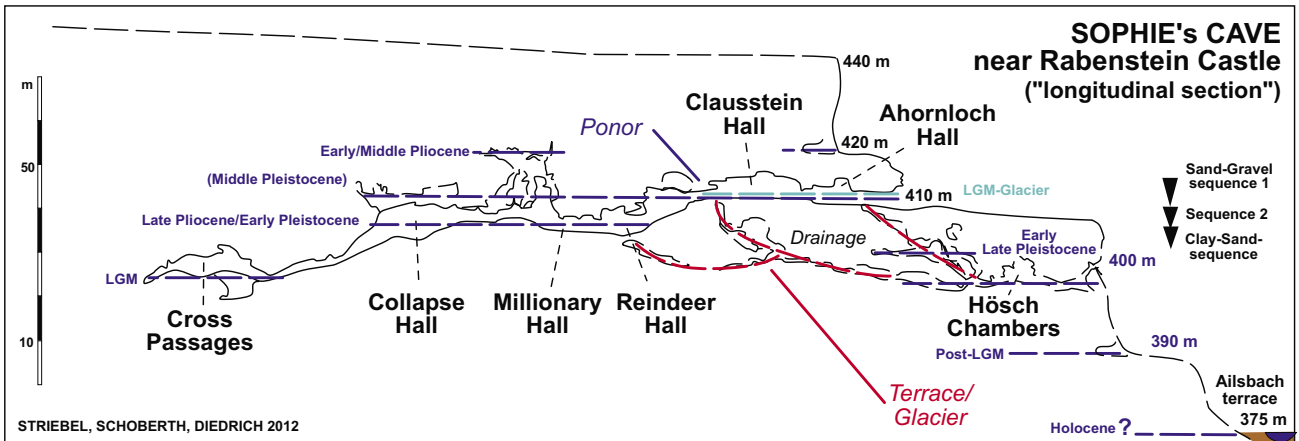 SOPHIE's CAVE
near Rabenstein Castle
("longitudinal section")
440 m
m
Clausstein
Hall
Ahornloch
Hall
Ponor
420 m
Early/Middle Pliocene
50
(Middle Pleistocene)
Sand-Gravel
sequence 1
LGM-Glacier
410 m
Late Pliocene/Early Pleistocene
Sequence 2
Drainage
Early
Late Pleistocene
Clay-Sand-
sequence
400 m
LGM
Collapse
Hall
Millionary
Hall
Reindeer
Hall
Hösch
Chambers
Cross
Passages
10
390 m
Post-LGM
Terrace/
Glacier
Ailsbach
terrace
375 m
STRIEBEL, SCHOBERTH, DIEDRICH 2012
Holocene ?